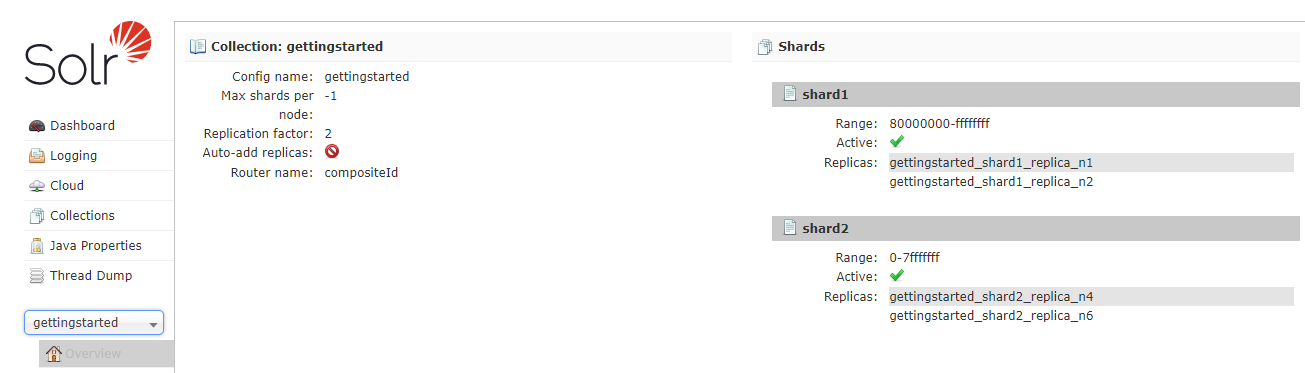 Solr
Dashboard
Logging
Cloud
Collections
Java Properties
Thread Dump
gettingstarted
Overview
Collection: gettingstarted
Config name: gettingstarted
Max shards per -1
node:
Replication factor: 2
Auto-add replicas:
Router name: compositeId
Shards
shard1
Range: 80000000-ffffffff
Active:
Replicas: gettingstarted_shard1_replica_n1
gettingstarted_shard1_replica_n2
shard2
Range: 0-7fffffff
Active:
Replicas: gettingstarted_shard2_replica_n4
gettingstarted_shard2_replica_n6